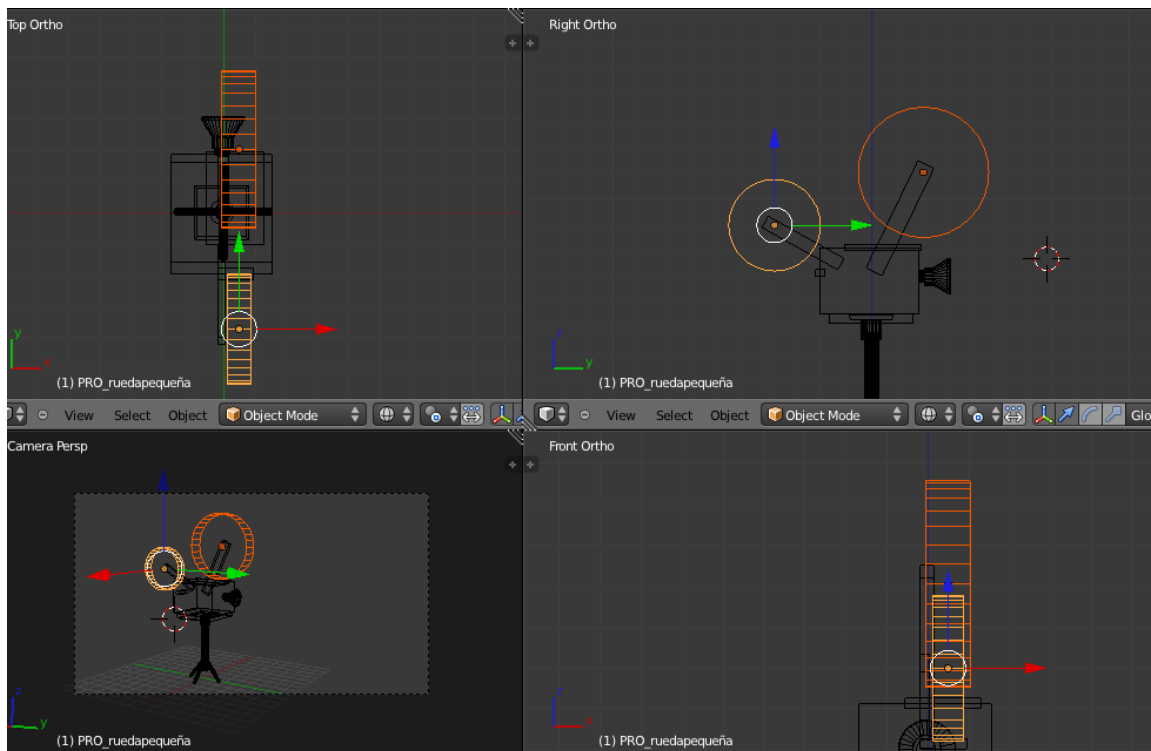 Top Ortho
y
x
(1) PRO_ruedapequeña
View Select Object Object Mode
Right Ortho
z
y
(1) PRO_ruedapequeña
View Select Object Object Mode Glo
Camera Persp
z
y
(1) PRO_ruedapequeña
Front Ortho
z
x
(1) PRO_ruedapequeña